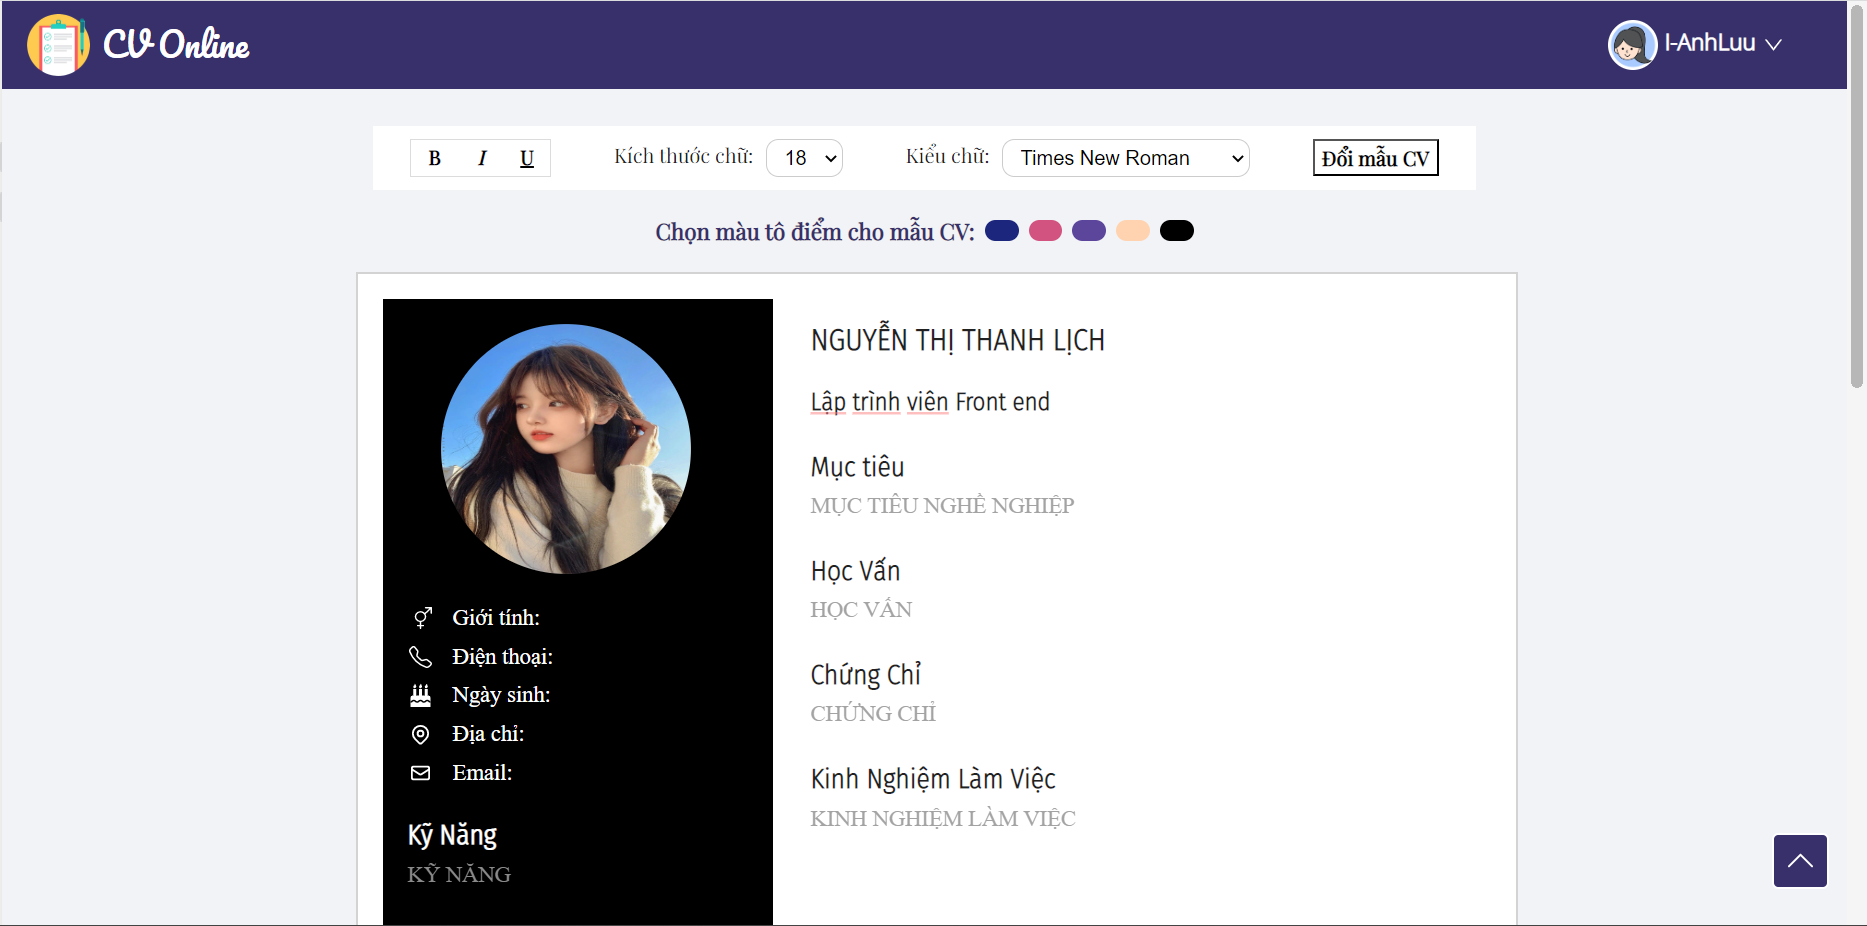 CV Online
I-AnhLuu
B I U Kích thước chữ: 18 Kiểu chữ: Times New Roman Đổi mẫu CV
Chọn màu tô điểm cho mẫu CV:
NGUYỄN THỊ THANH LỊCH
Lập trình viên Front end
Mục tiêu
MỤC TIÊU NGHỀ NGHIỆP
Học Vấn
HỌC VẤN
Chứng Chỉ
CHỨNG CHỈ
Kinh Nghiệm Làm Việc
KINH NGHIỆM LÀM VIỆC
Giới tính:
Điện thoại:
Ngày sinh:
Địa chỉ:
Email:
Kỹ Năng
KỸ NĂNG